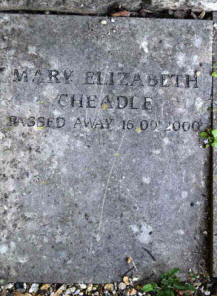 MARY ELIZABETH
CHEADLE
PASSED AWAY 16 09 2000